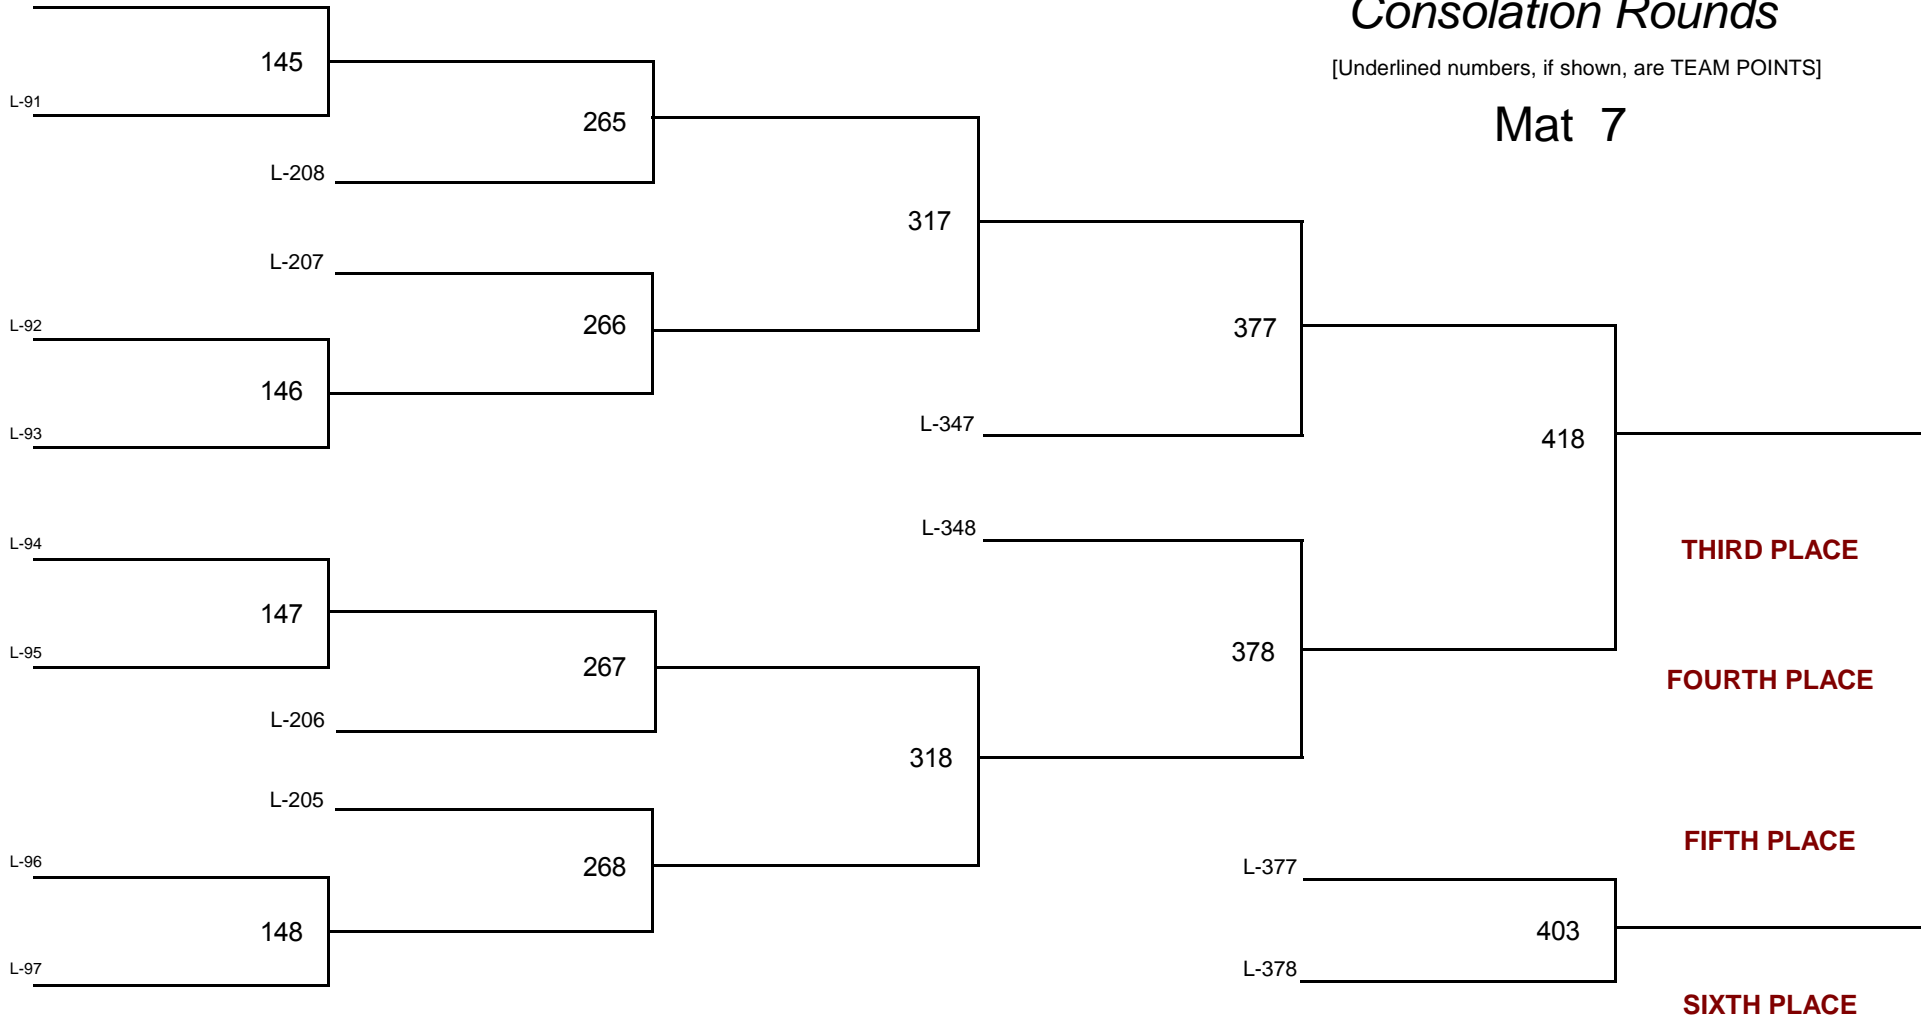 Consolation Rounds
[Underlined numbers, if shown, are TEAM POINTS]
Mat 7
145
L-91
265
L-208
317
L-207
L-92
266
377
146
L-93
L-347
418
L-94
L-348
THIRD PLACE
147
L-95
267
378
FOURTH PLACE
L-206
318
L-205
FIFTH PLACE
L-96
268
L-377
148
403
L-97
L-378
SIXTH PLACE